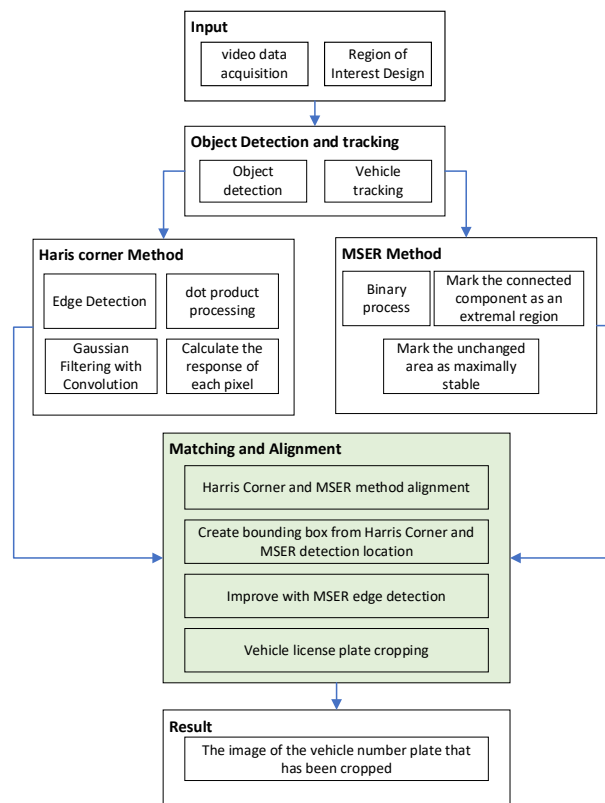 Input
video data
acquisition
Region of
Interest Design
Object Detection and tracking
Object
detection
Vehicle
tracking
Haris corner Method
Edge Detection
dot product
processing
Gaussian
Filtering with
Convolution
Calculate the
response of
each pixel
MSER Method
Binary
process
Mark the connected
component as an
extremal region
Mark the unchanged
area as maximally
stable
Matching and Alignment
Harris Corner and MSER method alignment
Create bounding box from Harris Corner and
MSER detection location
Improve with MSER edge detection
Vehicle license plate cropping
Result
The image of the vehicle number plate that
has been cropped